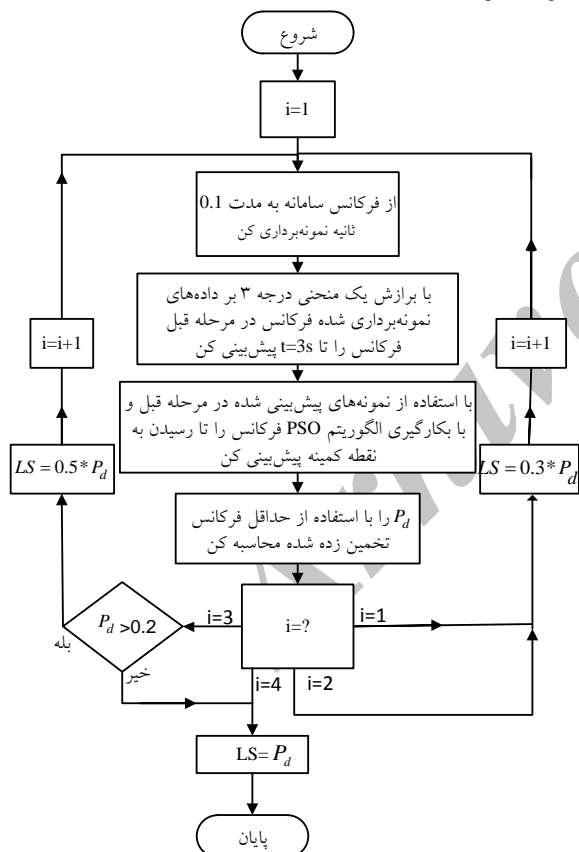 شروع
i=1
از فرکانس سامانه به مدت 0.1
ثانیه نمونه‌برداری کن
با برازش یک منحنی درجه ۳ بر داده‌های
نمونه‌برداری شده فرکانس در مرحله قبل
فرکانس را تا t=3s پیش‌بینی کن
با استفاده از نمونه‌های پیش‌بینی شده در مرحله قبل و
با بکارگیری الگوریتم PSO فرکانس را تا رسیدن به
نقطه کمینه پیش‌بینی کن
P_d را با استفاده از حداقل فرکانس
تخمین زده شده محاسبه کن
i=?
i=1
i=2
i=3
i=4
P_d >0.2
بله
خیر
LS = 0.5* P_d
i=i+1
LS = 0.3* P_d
i=i+1
LS= P_d
پایان